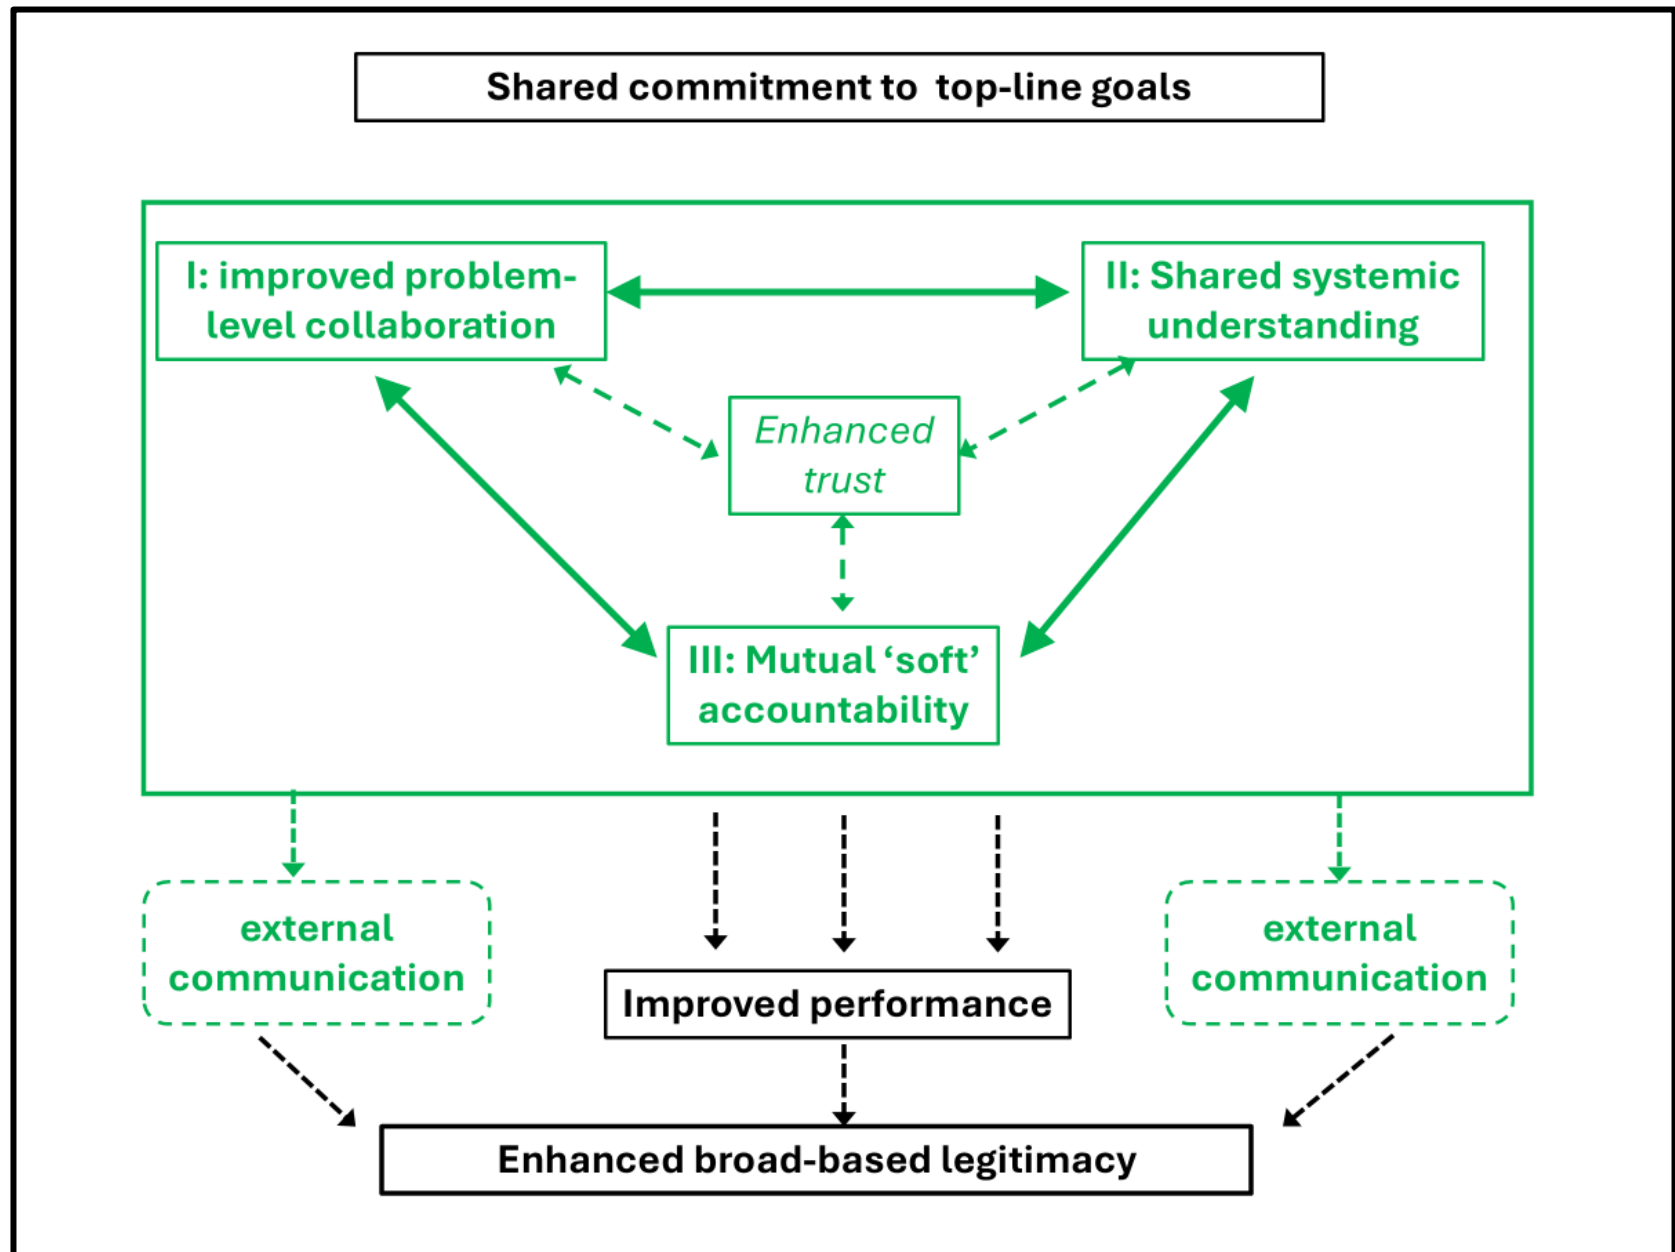 Shared commitment to  top-line goals
I: improved problem-
level collaboration
II: Shared systemic
understanding
Enhanced
trust
III: Mutual ‘soft’
accountability
external
communication
Improved performance
external
communication
Enhanced broad-based legitimacy